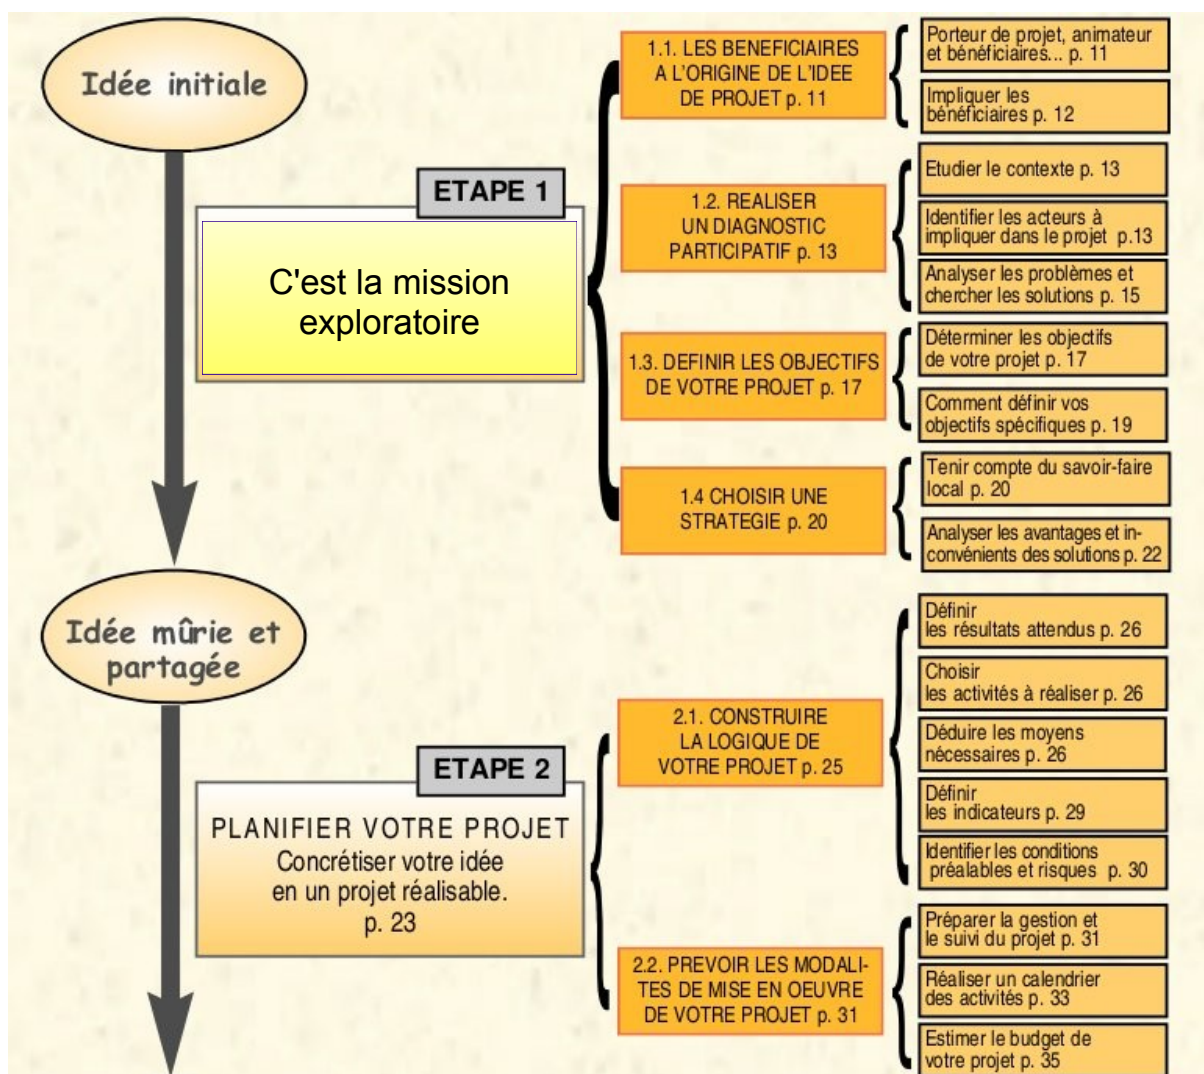 Idée initiale
ETAPE 1
C'est la mission
exploratoire
1.1. LES BENEFICIAIRES
A L'ORIGINE DE L'IDEE
DE PROJET p. 11
Porteur de projet, animateur
et bénéficiaires... p. 11
Impliquer les
bénéficiaires p. 12
1.2. REALISER
UN DIAGNOSTIC
PARTICIPATIF p. 13
Etudier le contexte p. 13
Identifier les acteurs à
impliquer dans le projet p.13
Analyser les problèmes et
chercher les solutions p. 15
1.3. DEFINIR LES OBJECTIFS
DE VOTRE PROJET p. 17
Déterminer les objectifs
de votre projet p. 17
Comment définir vos
objectifs spécifiques p. 19
1.4 CHOISIR UNE
STRATEGIE p. 20
Tenir compte du savoir-faire
local p. 20
Analyser les avantages et in-
convénients des solutions p. 22
Idée mûrie et
partagée
ETAPE 2
PLANIFIER VOTRE PROJET
Concrétiser votre idée
en un projet réalisable.
p. 23
2.1. CONSTRUIRE
LA LOGIQUE DE
VOTRE PROJET p. 25
Définir
les résultats attendus p. 26
Choisir
les activités à réaliser p. 26
Déduire les moyens
nécessaires p. 26
Définir
les indicateurs p. 29
Identifier les conditions
préalables et risques p. 30
2.2. PREVOIR LES MODALI-
TES DE MISE EN OEUVRE
DE VOTRE PROJET p. 31
Préparer la gestion et
le suivi du projet p. 31
Réaliser un calendrier
des activités p. 33
Estimer le budget de
votre projet p. 35